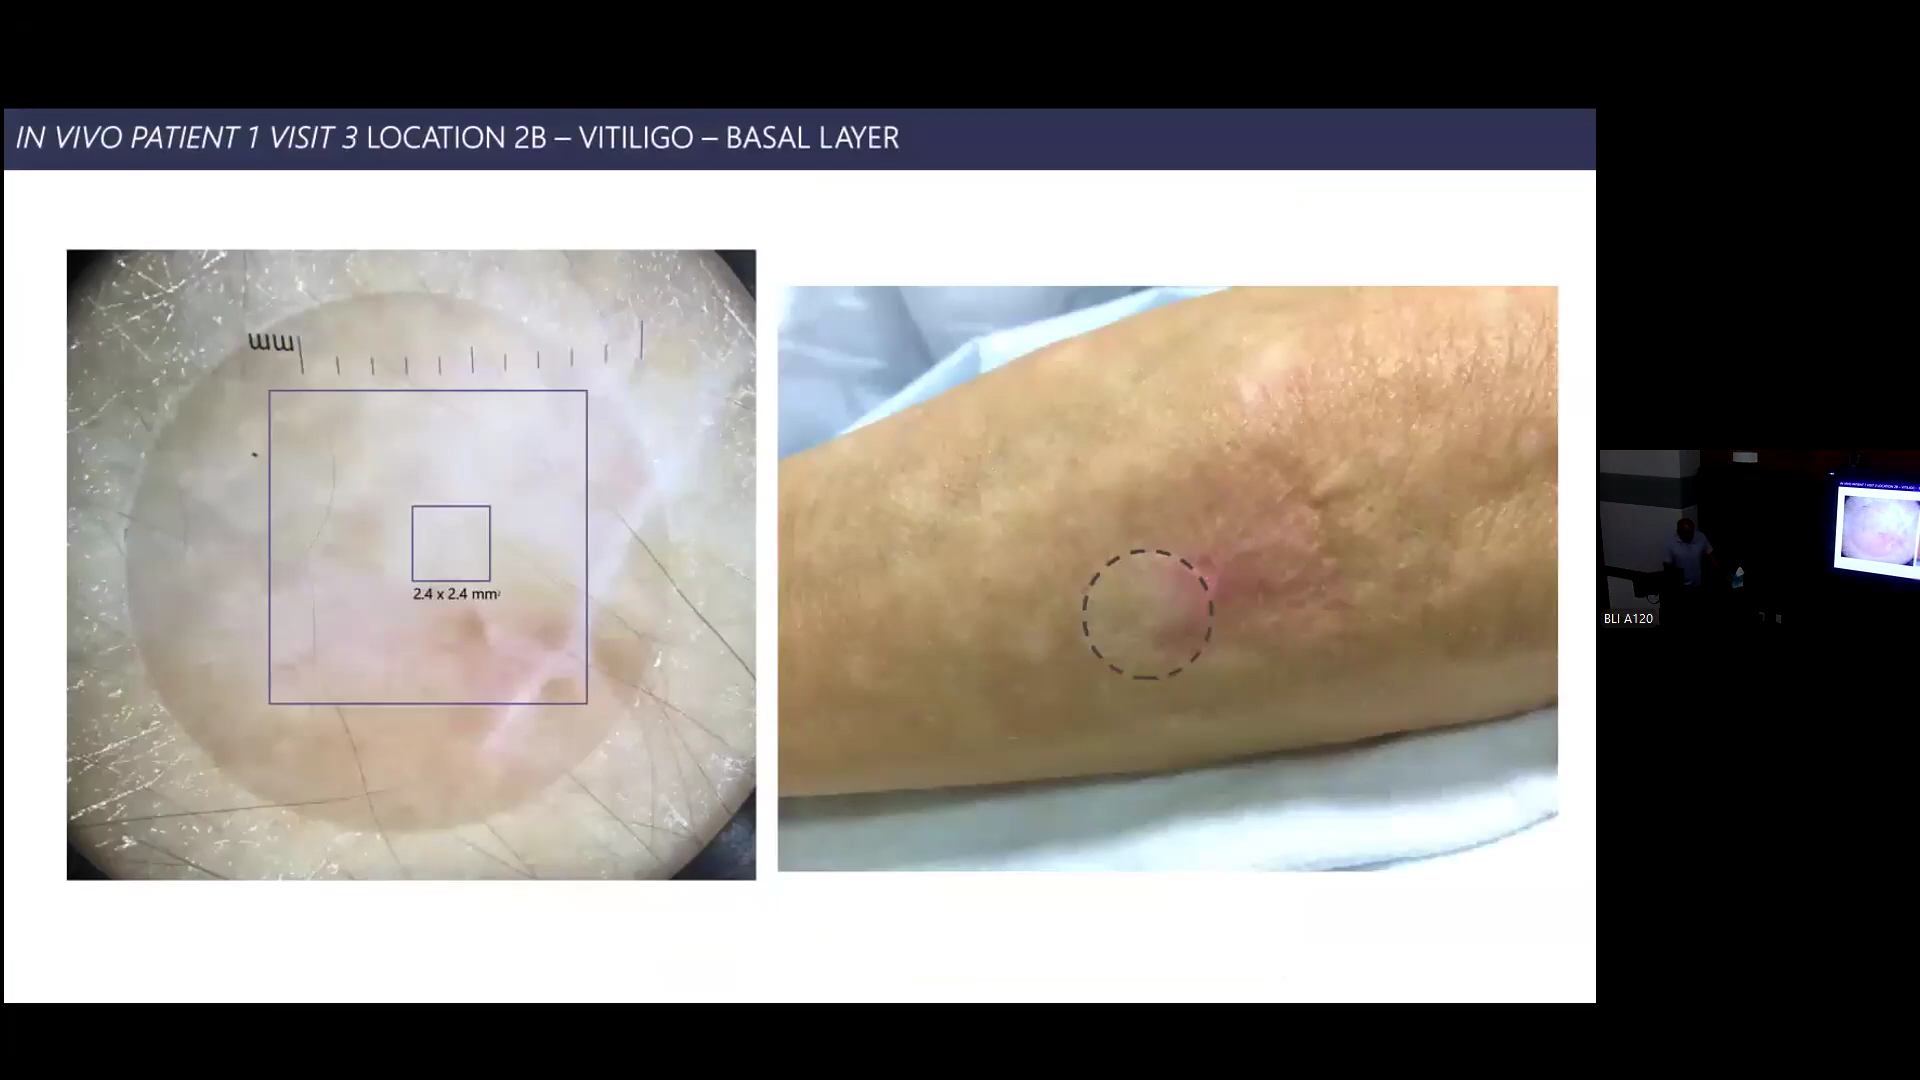 IN VIVO PATIENT 1 VISIT 3 LOCATION 2B – VITILIGO – BASAL LAYER
mm
2.4 x 2.4 mm²
BLI A120